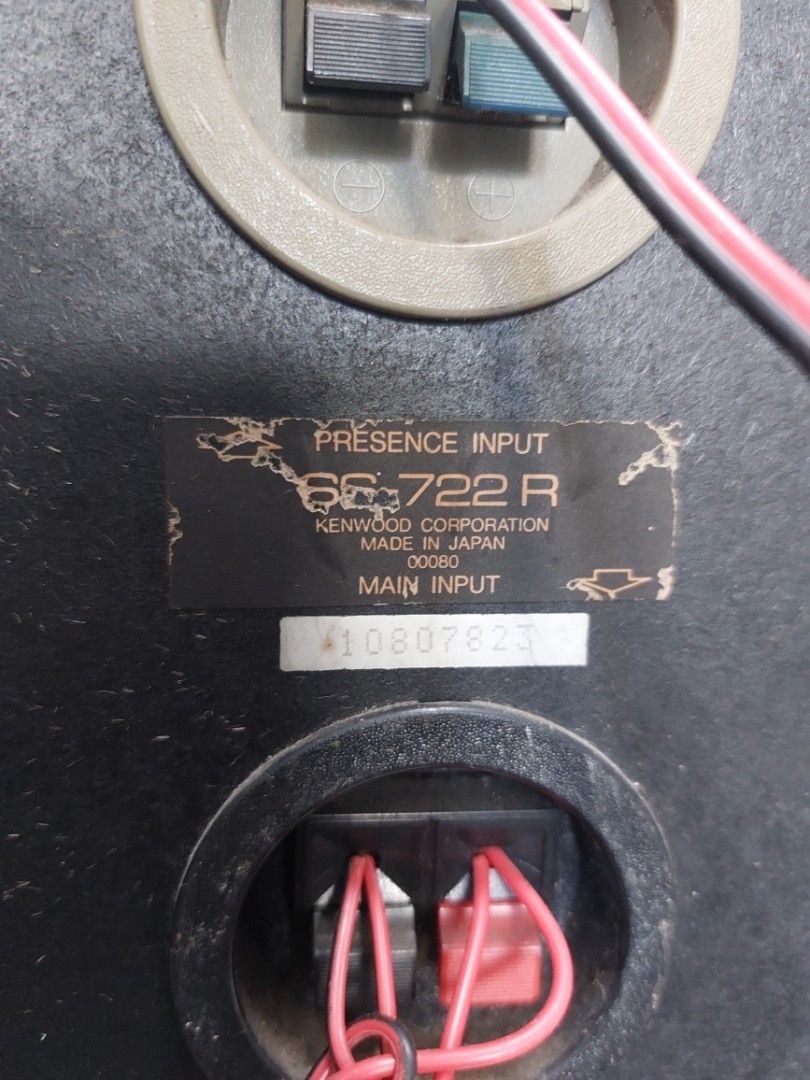 − +
PRESENCE INPUT
722 R
KENWOOD CORPORATION
MADE IN JAPAN
00080
MAIN INPUT
10807823